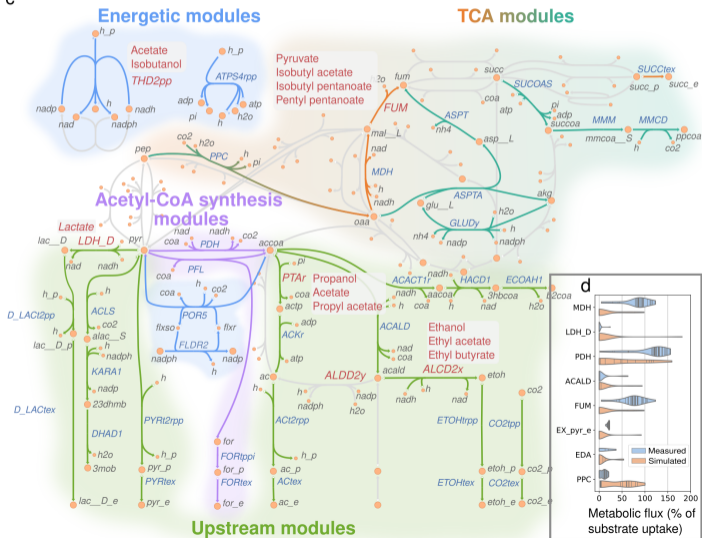 c
Energetic modules
TCA modules
h_p
Acetate
Isobutanol
THD2pp
nadp
nad
h
nadph
nadh
h_p
ATPS4rpp
adp
pi
h
h2o
atp
Pyruvate
Isobutyl acetate
Isobutyl pentanoate
Pentyl pentanoate
fum
FUM
mal__L
nad
MDH
h
nadh
oaa
ASPT
nh4
asp__L
succ
coa
atp
SUCOAS
pi
adp
succoa
SUCCtex
succ_p
succ_e
MMM
MMCD
mmcoa__S
h
co2
ppcoa
pep
co2
h2o
PPC
h
pi
ASPTA
akg
glu__L
GLUDy
h2o
h
nh4
nadp
nadph
Acetyl-CoA synthesis
modules
Lactate
LDH_D
lac__D
nad
nadh
h
pyr
coa
nad
nadh
co2
PDH
accoa
coa
PFL
coa
h
co2
POR5
flxso
flxr
FLDR2
nadph
h
nadp
pi
PTAr
coa
actp
adp
ACKr
atp
ac
Propanol
Acetate
Propyl acetate
ACACT1r
nadh
h
coa
aacoa
nadh
h
HACD1
nad
3hbcoa
ECOAH1
h2o
b2coa
ACALD
nad
coa
acald
Ethanol
Ethyl acetate
Ethyl butyrate
ALDD2y
h
nadph
h2o
nadp
ALCD2x
nadh
h
nad
etoh
h_p
D_LACt2pp
h
lac__D_p
D_LACtex
lac__D_e
h
ACLS
co2
alac__S
h
nadph
KARA1
nadp
23dhmb
DHAD1
h2o
3mob
h
PYRt2rpp
h_p
pyr_p
PYRtex
pyr_e
for
FORtppi
for_p
FORtex
for_e
h
ACt2rpp
h_p
ac_p
ACtex
ac_e
ETOHtrpp
etoh_p
ETOHtex
etoh_e
co2
CO2tpp
co2_p
CO2tex
co2_e
Upstream modules
d
MDH
LDH_D
PDH
ACALD
FUM
EX_pyr_e
EDA
PPC
Measured
Simulated
0 50 100 150 200
Metabolic flux (% of
substrate uptake)